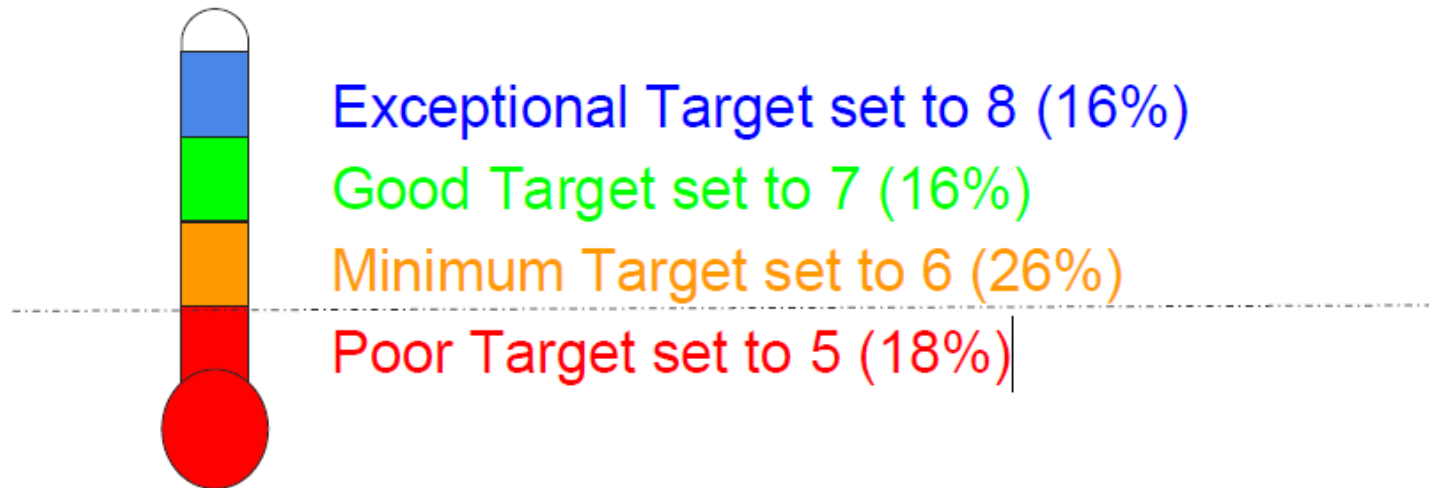 Exceptional Target set to 8 (16%)
Good Target set to 7 (16%)
Minimum Target set to 6 (26%)
Poor Target set to 5 (18%)